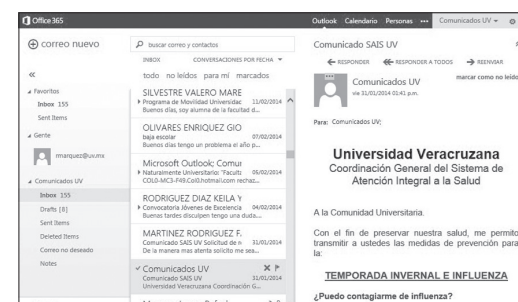 Office 365
Outlook Calendario Personas ••• Comunicados UV
correo nuevo
«
Favoritos
Inbox 155
Sent Items
Gente
marquez@uv.mx
Comunicados UV
Inbox 155
Drafts [8]
Sent Items
Deleted Items
Correo no deseado
Notes
buscar correo y contactos
INBOX CONVERSACIONES POR FECHA
todo no leídos para mí marcados
SILVESTRE VALERO MARE
Programa de Movilidad Universidac 11/02/2014
Buenos días, soy alumna de la facultad d...
OLIVARES ENRIQUEZ GIO
baja escolar 07/02/2014
Buenos días tengo un problema el año p...
Microsoft Outlook; Comui
Naturalmente Universitario: "Facult: 05/02/2014
COL0-MC3-F49.Col0.hotmail.com rechaz...
RODRIGUEZ DIAZ KEILA Y
Convocatoria Jóvenes de Excelencia 04/02/2014
Buenas tardes disculpen tengo una duda...
MARTINEZ RODRIGUEZ F.
Comunicado SAIS UV Solicitud de n 31/01/2014
De la manera mas atenta solicito me sea...
Comunicados UV
Comunicado SAIS UV 31/01/2014
Universidad Veracruzana Coordinación G...
Comunicado SAIS UV
RESPONDER RESPONDER A TODOS REENVIAR
marcar como no leído
Comunicados UV
vie 31/01/2014 01:41 p.m.
Para: Comunicados UV;
Universidad Veracruzana
Coordinación General del Sistema de
Atención Integral a la Salud
A la Comunidad Universitaria.
Con el fin de preservar nuestra salud, me permito
transmitir a ustedes las medidas de prevención para
la:
TEMPORADA INVERNAL E INFLUENZA
¿Puedo contagiarme de influenza?